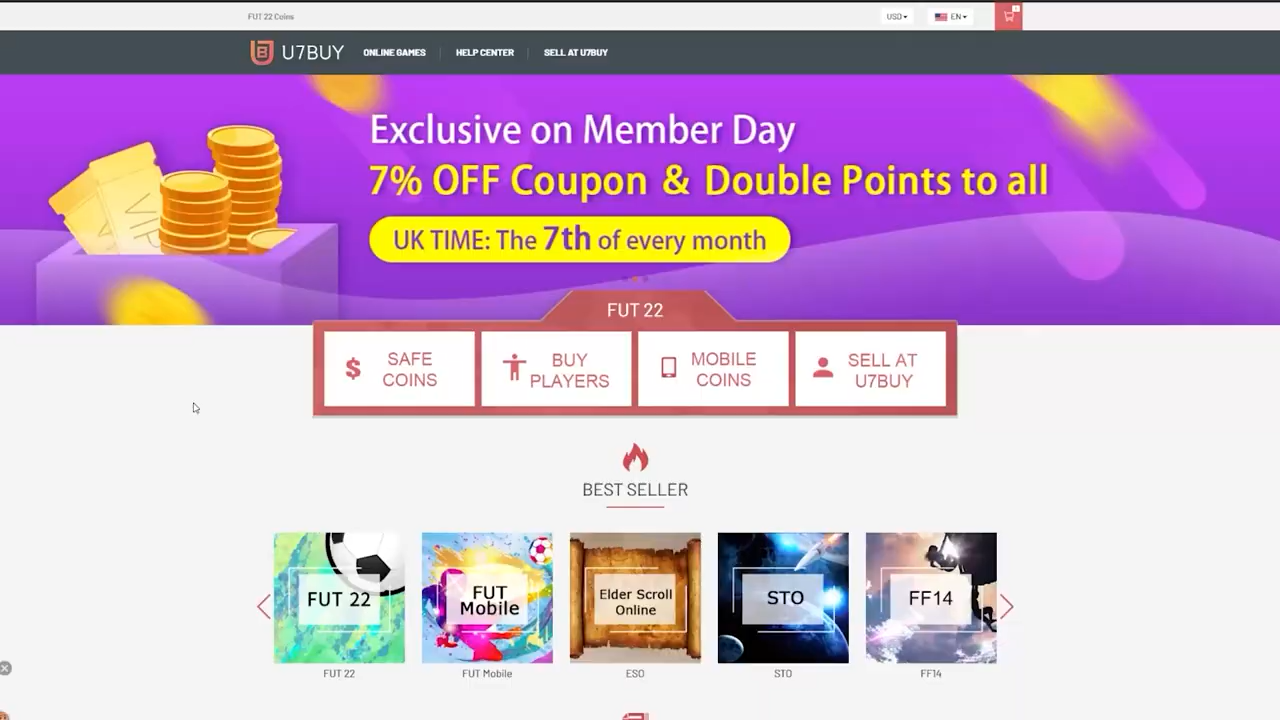 FUT 22 Coins
USD
EN
1
U7BUY
ONLINE GAMES
HELP CENTER
SELL AT U7BUY
VIP
Exclusive on Member Day
7% OFF Coupon & Double Points to all
UK TIME: The 7th of every month
FUT 22
SAFE
COINS
BUY
PLAYERS
MOBILE
COINS
SELL AT
U7BUY
BEST SELLER
FUT 22
FUT
Mobile
Elder Scroll
Online
STO
FF14
FUT 22
FUT Mobile
ESO
STO
FF14